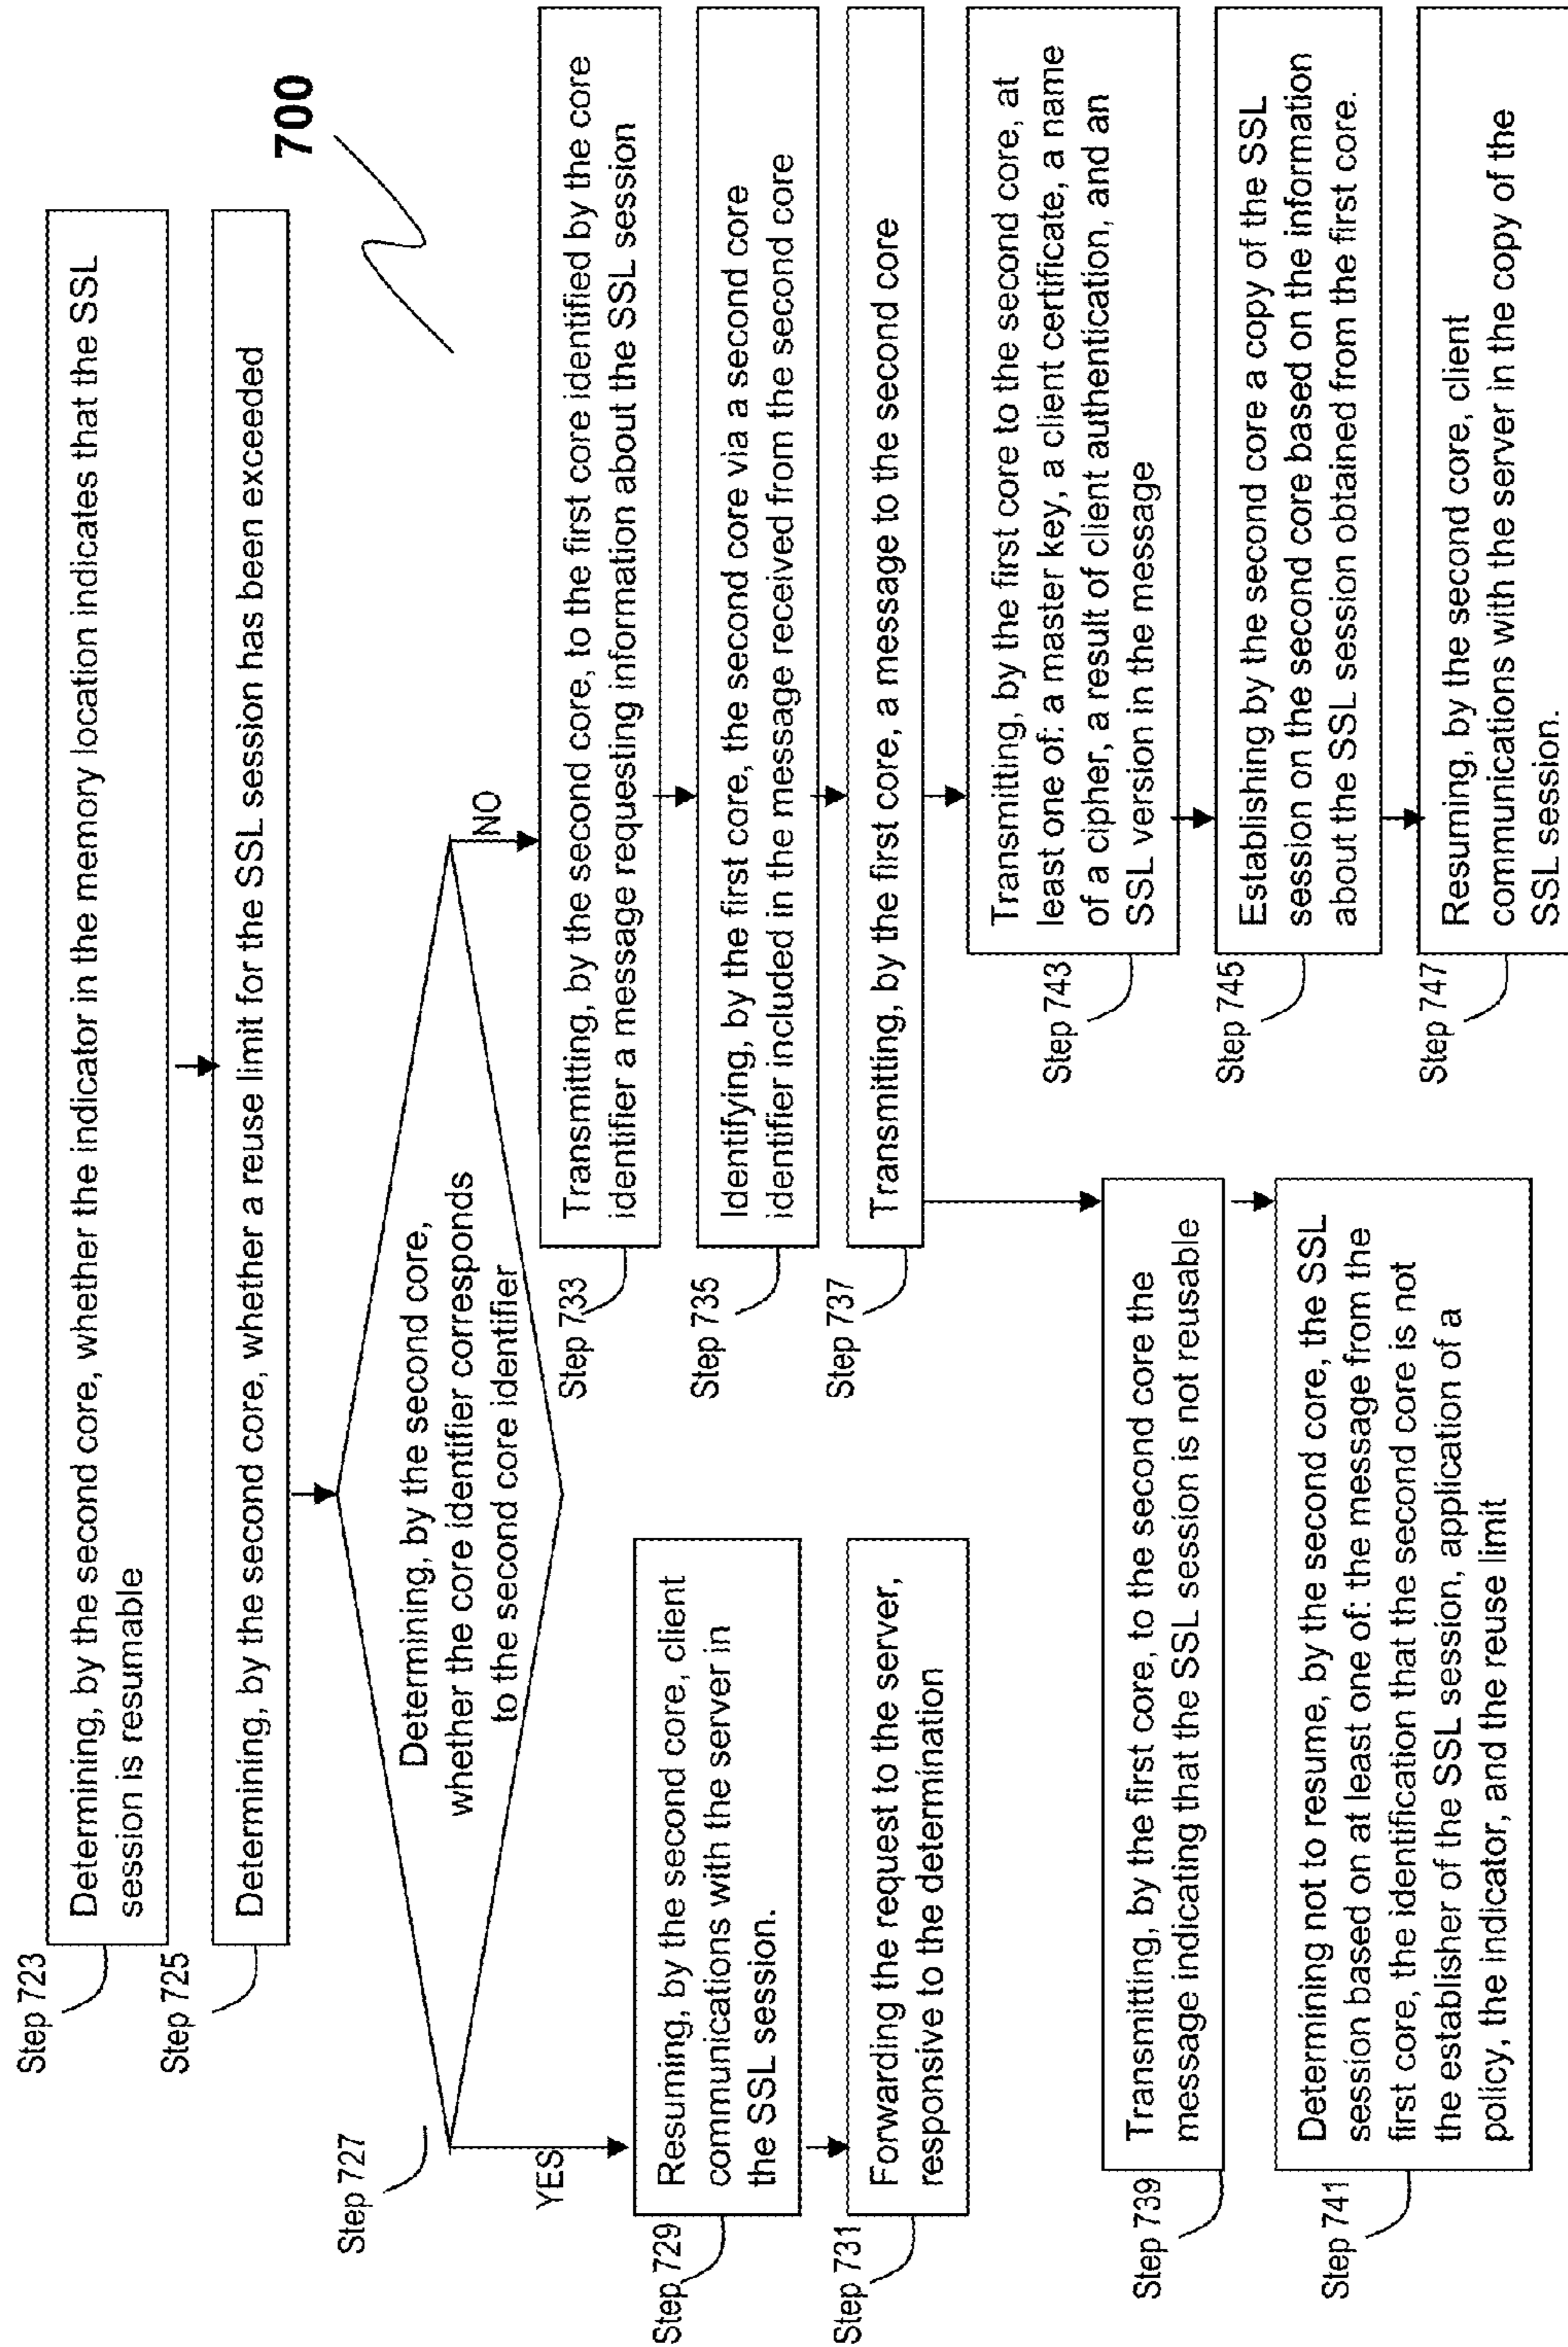 700
Step 723
Determining, by the second core, whether the indicator in the memory location indicates that the SSL
session is resumable
Step 725
Determining, by the second core, whether a reuse limit for the SSL session has been exceeded
Step 727
Determining, by the second core,
whether the core identifier corresponds
to the second core identifier
YES
NO
Step 729
Resuming, by the second core, client
communications with the server in
the SSL session.
Step 731
Forwarding the request to the server,
responsive to the determination
Step 733
Transmitting, by the second core, to the first core identified by the core
identifier a message requesting information about the SSL session
Step 735
Identifying, by the first core, the second core via a second core
identifier included in the message received from the second core
Step 737
Transmitting, by the first core, a message to the second core
Step 739
Transmitting, by the first core, to the second core the
message indicating that the SSL session is not reusable
Step 741
Determining not to resume, by the second core, the SSL
session based on at least one of: the message from the
first core, the identification that the second core is not
the establisher of the SSL session, application of a
policy, the indicator, and the reuse limit
Step 743
Transmitting, by the first core to the second core, at
least one of: a master key, a client certificate, a name
of a cipher, a result of client authentication, and an
SSL version in the message
Step 745
Establishing by the second core a copy of the SSL
session on the second core based on the information
about the SSL session obtained from the first core.
Step 747
Resuming, by the second core, client
communications with the server in the copy of the
SSL session.